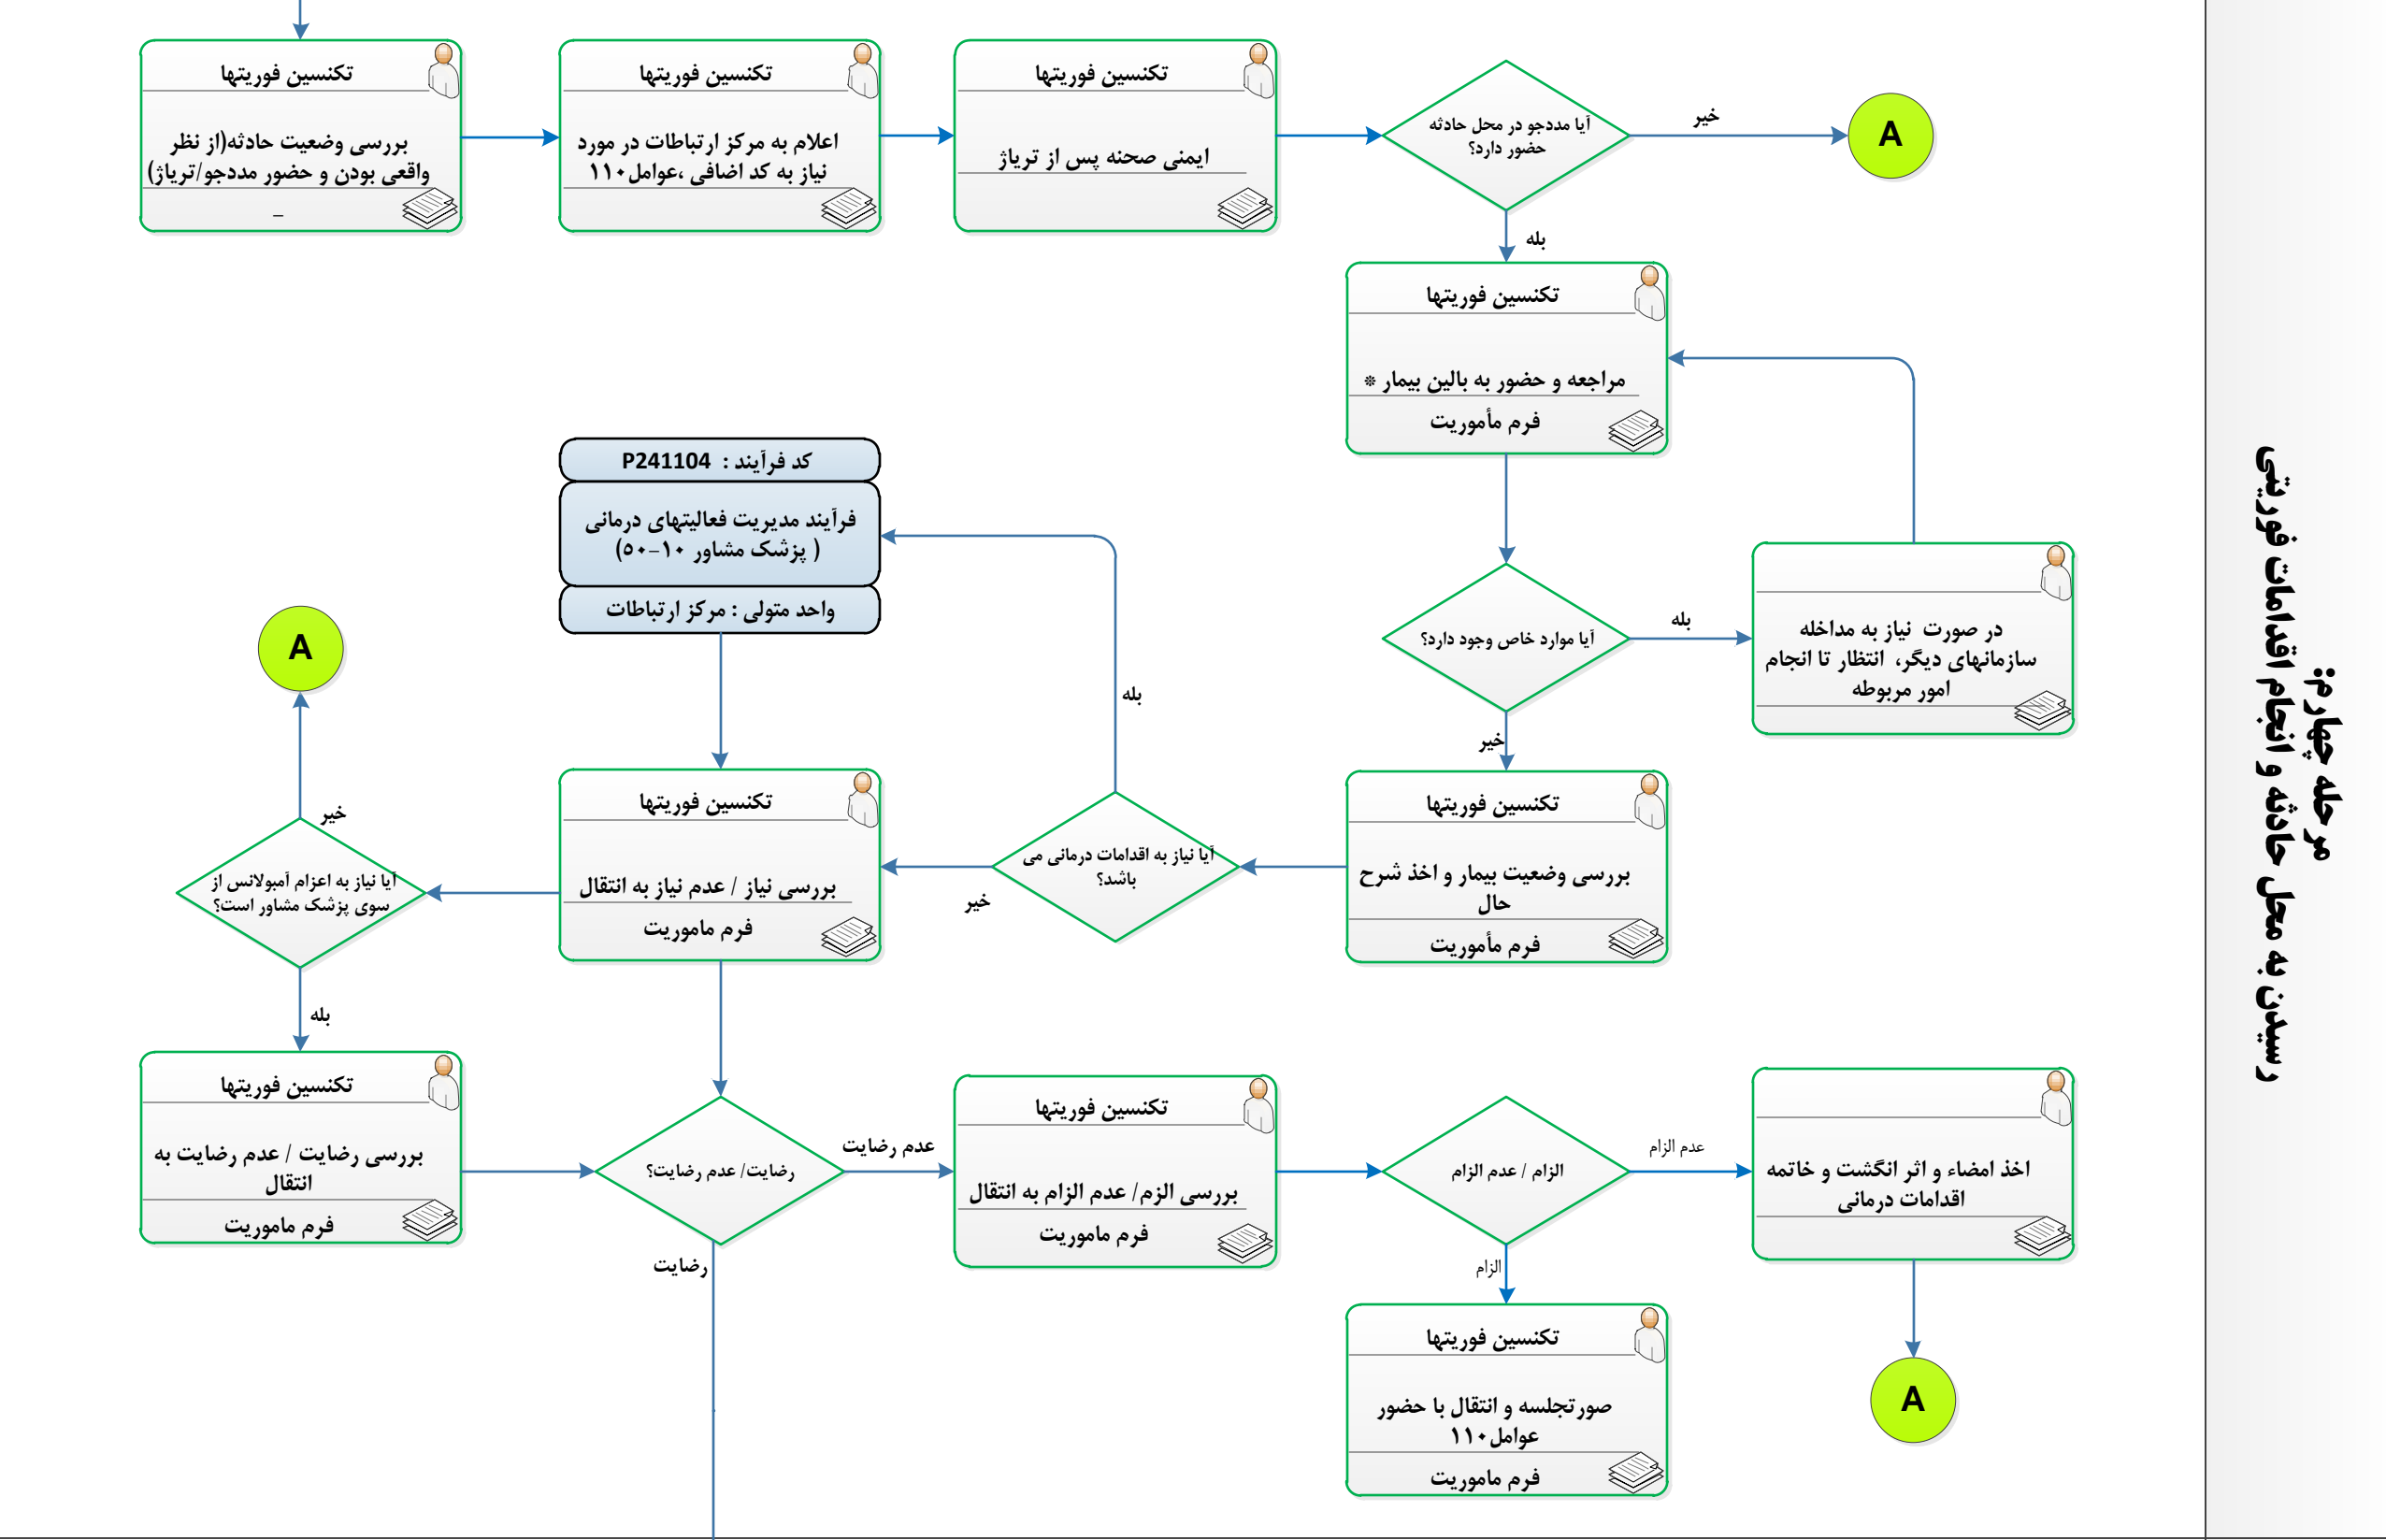 تکنسین فوریتها
بررسی وضعیت حادثه(از نظر
واقعی بودن و حضور مددجو/تریاژ)
_
تکنسین فوریتها
اعلام به مرکز ارتباطات در مورد
نیاز به کد اضافی ،عوامل۱۱۰
تکنسین فوریتها
ایمنی صحنه پس از تریاژ
آیا مددجو در محل حادثه
حضور دارد؟
خیر
A
بله
تکنسین فوریتها
مراجعه و حضور به بالین بیمار *
فرم مأموریت
آیا موارد خاص وجود دارد؟
بله
در صورت نیاز به مداخله
سازمانهای دیگر، انتظار تا انجام
امور مربوطه
خیر
تکنسین فوریتها
بررسی وضعیت بیمار و اخذ شرح
حال
فرم مأموریت
آیا نیاز به اقدامات درمانی می
باشد؟
بله
خیر
کد فرآیند : P241104
فرآیند مدیریت فعالیتهای درمانی
( پزشک مشاور ۱۰-۵۰)
واحد متولی : مرکز ارتباطات
تکنسین فوریتها
بررسی نیاز / عدم نیاز به انتقال
فرم ماموریت
آیا نیاز به اعزام آمبولانس از
سوی پزشک مشاور است؟
خیر
A
بله
تکنسین فوریتها
بررسی رضایت / عدم رضایت به
انتقال
فرم ماموریت
رضایت/ عدم رضایت؟
رضایت
عدم رضایت
تکنسین فوریتها
بررسی الزم/ عدم الزام به انتقال
فرم ماموریت
الزام / عدم الزام
عدم الزام
اخذ امضاء و اثر انگشت و خاتمه
اقدامات درمانی
A
الزام
تکنسین فوریتها
صورتجلسه و انتقال با حضور
عوامل۱۱۰
فرم ماموریت
مرحله چهارم:
رسیدن به محل حادثه و انجام اقدامات فوریتی